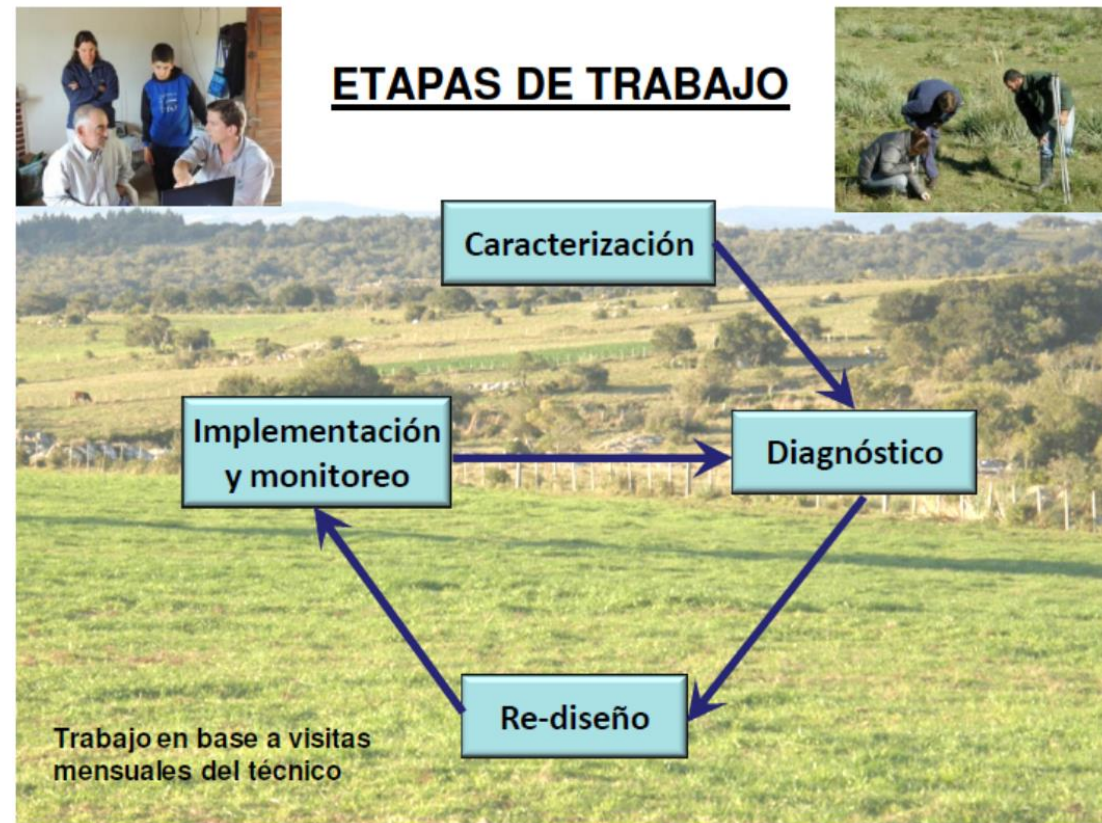 ETAPAS DE TRABAJO
Caracterización
Implementación
y monitoreo
Diagnóstico
Re-diseño
Trabajo en base a visitas
mensuales del técnico